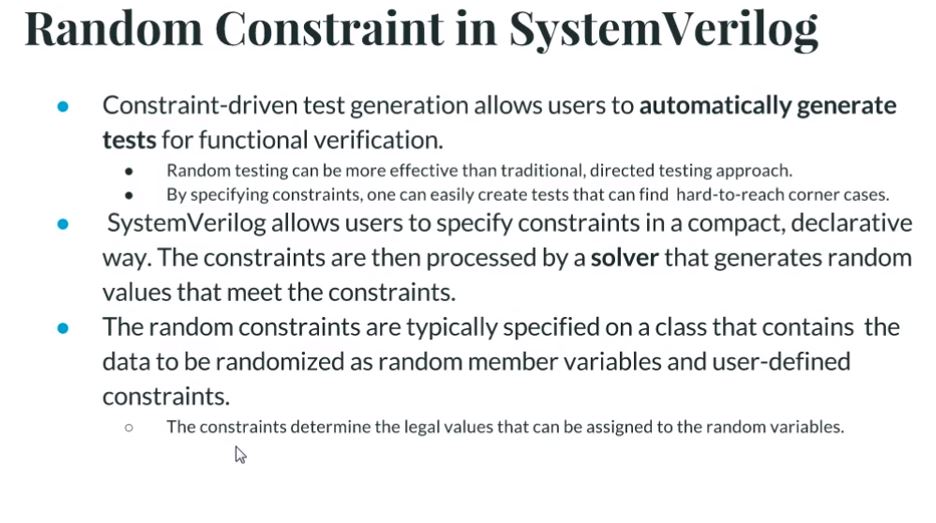 Random Constraint in SystemVerilog
● Constraint-driven test generation allows users to automatically generate
tests for functional verification.
● Random testing can be more effective than traditional, directed testing approach.
● By specifying constraints, one can easily create tests that can find hard-to-reach corner cases.
● SystemVerilog allows users to specify constraints in a compact, declarative
way. The constraints are then processed by a solver that generates random
values that meet the constraints.
● The random constraints are typically specified on a class that contains the
data to be randomized as random member variables and user-defined
constraints.
○ The constraints determine the legal values that can be assigned to the random variables.